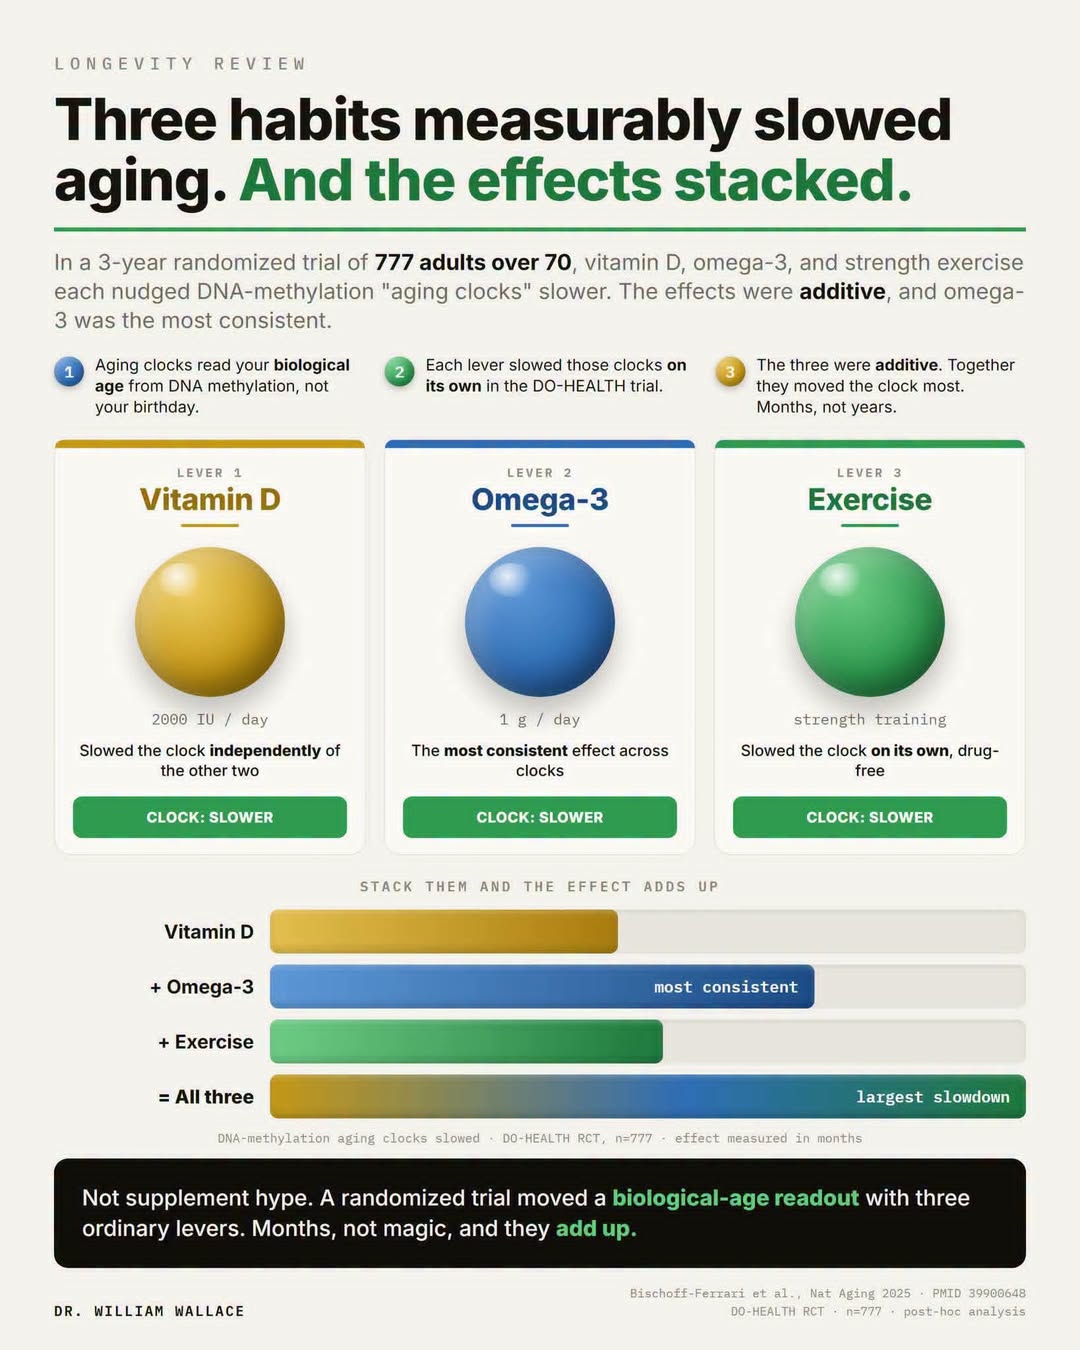 LONGEVITY REVIEW
Three habits measurably slowed
aging. And the effects stacked.
In a 3-year randomized trial of 777 adults over 70, vitamin D, omega-3, and strength exercise
each nudged DNA-methylation "aging clocks" slower. The effects were additive, and omega-
3 was the most consistent.
1
Aging clocks read your biological
age from DNA methylation, not
your birthday.
2
Each lever slowed those clocks on
its own in the DO-HEALTH trial.
3
The three were additive. Together
they moved the clock most.
Months, not years.
LEVER 1
Vitamin D
2000 IU / day
Slowed the clock independently of
the other two
CLOCK: SLOWER
LEVER 2
Omega-3
1 g / day
The most consistent effect across
clocks
CLOCK: SLOWER
LEVER 3
Exercise
strength training
Slowed the clock on its own, drug-
free
CLOCK: SLOWER
STACK THEM AND THE EFFECT ADDS UP
Vitamin D
+ Omega-3
most consistent
+ Exercise
= All three
largest slowdown
DNA-methylation aging clocks slowed · DO-HEALTH RCT, n=777 · effect measured in months
Not supplement hype. A randomized trial moved a biological-age readout with three
ordinary levers. Months, not magic, and they add up.
DR. WILLIAM WALLACE
Bischoff-Ferrari et al., Nat Aging 2025 · PMID 39900648
DO-HEALTH RCT · n=777 · post-hoc analysis